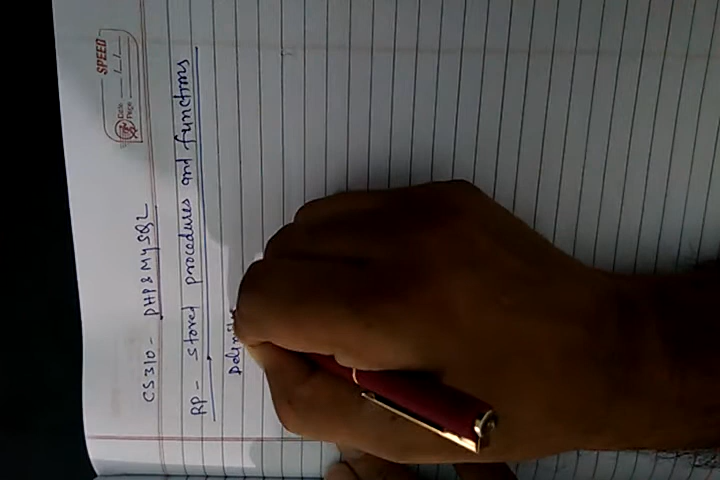 SPEED
Date
Page
CS310- PHP & MySQL
RP- stored procedures and functions